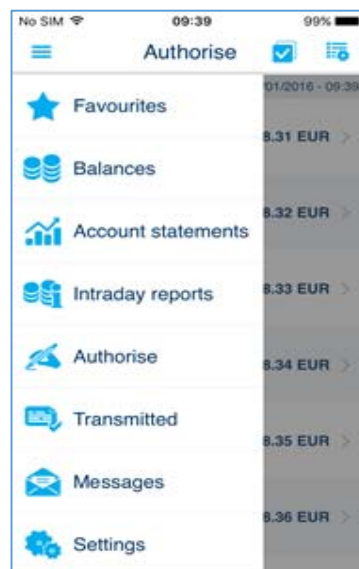 No SIM 09:39 99%
Authorise
01/2016 - 09:39
Favourites
8.31 EUR
Balances
8.32 EUR
Account statements
8.33 EUR
Intraday reports
8.34 EUR
Authorise
Transmitted
8.35 EUR
Messages
8.36 EUR
Settings